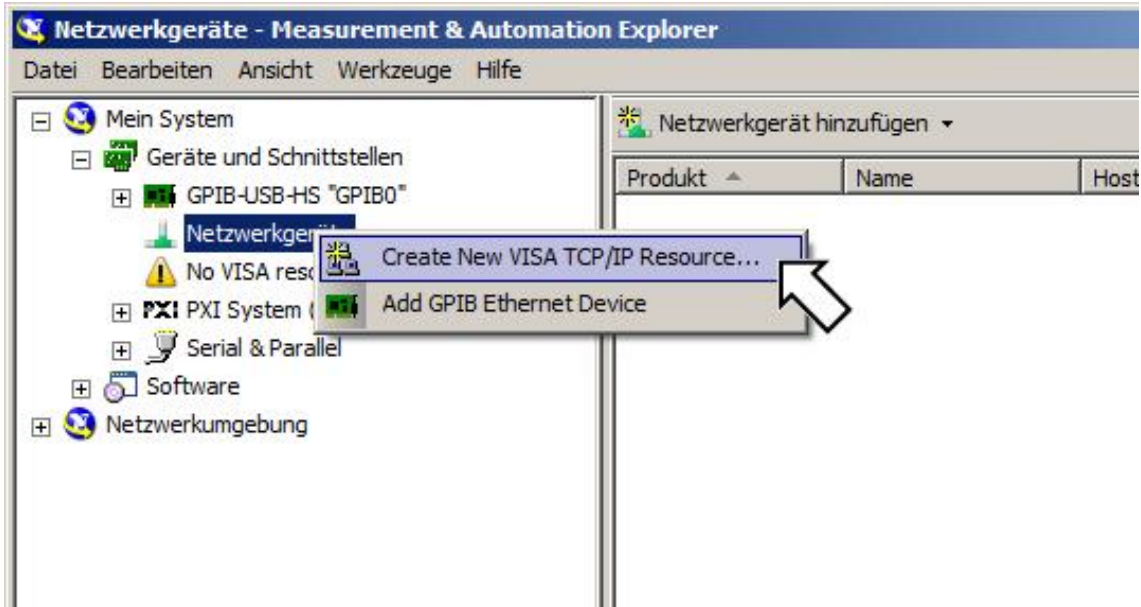 Netzwerkgeräte - Measurement & Automation Explorer
Datei Bearbeiten Ansicht Werkzeuge Hilfe
Mein System
Geräte und Schnittstellen
GPIB-USB-HS "GPIB0"
No VISA
PXI PXI System (
Serial & Parallel
Software
Netzwerkumgebung
Create New VISA TCP/IP Resource...
Add GPIB Ethernet Device
Netzwerkgerät hinzufügen
Produkt Name Host